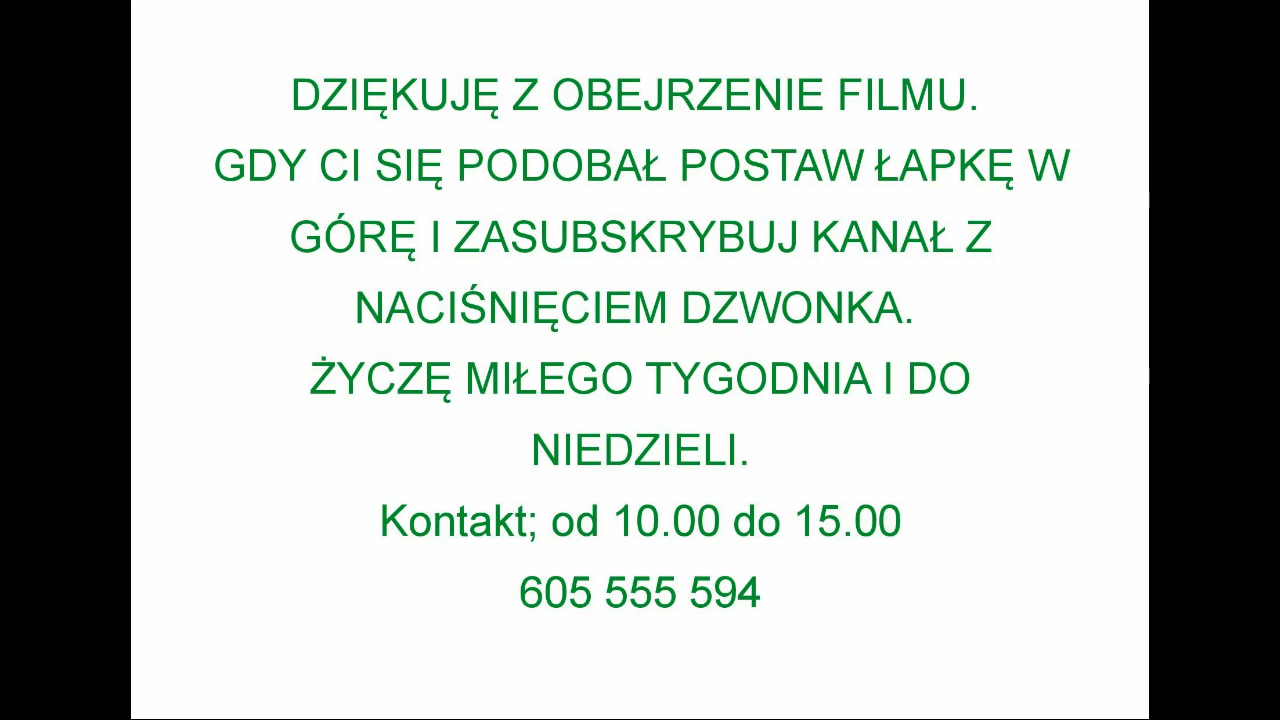 DZIĘKUJĘ Z OBEJRZENIE FILMU.
GDY CI SIĘ PODOBAŁ POSTAW ŁAPKĘ W
GÓRĘ I ZASUBSKRYBUJ KANAŁ Z
NACIŚNIĘCIEM DZWONKA.
ŻYCZĘ MIŁEGO TYGODNIA I DO
NIEDZIELI.
Kontakt; od 10.00 do 15.00
605 555 594